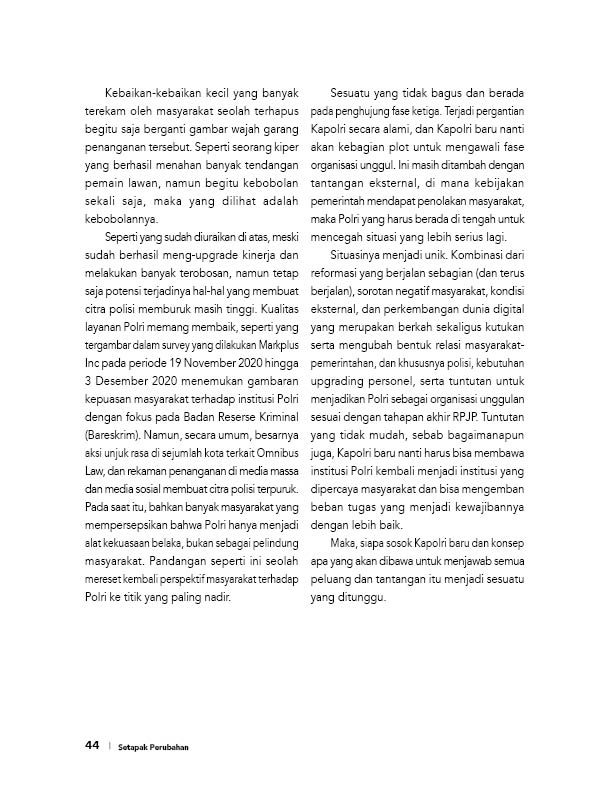 Kebaikan-kebaikan kecil yang banyak
terekam oleh masyarakat seolah terhapus
begitu saja berganti gambar wajah garang
penanganan tersebut. Seperti seorang kiper
yang berhasil menahan banyak tendangan
pemain lawan, namun begitu kebobolan
sekali saja, maka yang dilihat adalah
kebobolannya.
Seperti yang sudah diuraikan di atas, meski
sudah berhasil meng-upgrade kinerja dan
melakukan banyak terobosan, namun tetap
saja potensi terjadinya hal-hal yang membuat
citra polisi memburuk masih tinggi. Kualitas
layanan Polri memang membaik, seperti yang
tergambar dalam survey yang dilakukan Markplus
Inc pada periode 19 November 2020 hingga
3 Desember 2020 menemukan gambaran
kepuasan masyarakat terhadap institusi Polri
dengan fokus pada Badan Reserse Kriminal
(Bareskrim). Namun, secara umum, besarnya
aksi unjuk rasa di sejumlah kota terkait Omnibus
Law, dan rekaman penanganan di media massa
dan media sosial membuat citra polisi terpuruk.
Pada saat itu, bahkan banyak masyarakat yang
mempersepsikan bahwa Polri hanya menjadi
alat kekuasaan belaka, bukan sebagai pelindung
masyarakat. Pandangan seperti ini seolah
mereset kembali perspektif masyarakat terhadap
Polri ke titik yang paling nadir.
Sesuatu yang tidak bagus dan berada
pada penghujung fase ketiga. Terjadi pergantian
Kapolri secara alami, dan Kapolri baru nanti
akan kebagian plot untuk mengawali fase
organisasi unggul. Ini masih ditambah dengan
tantangan eksternal, di mana kebijakan
pemerintah mendapat penolakan masyarakat,
maka Polri yang harus berada di tengah untuk
mencegah situasi yang lebih serius lagi.
Situasinya menjadi unik. Kombinasi dari
reformasi yang berjalan sebagian (dan terus
berjalan), sorotan negatif masyarakat, kondisi
eksternal, dan perkembangan dunia digital
yang merupakan berkah sekaligus kutukan
serta mengubah bentuk relasi masyarakat-
pemerintahan, dan khususnya polisi, kebutuhan
upgrading personel, serta tuntutan untuk
menjadikan Polri sebagai organisasi unggulan
sesuai dengan tahapan akhir RPJP. Tuntutan
yang tidak mudah, sebab bagaimanapun
juga, Kapolri baru nanti harus bisa membawa
institusi Polri kembali menjadi institusi yang
dipercaya masyarakat dan bisa mengemban
beban tugas yang menjadi kewajibannya
dengan lebih baik.
Maka, siapa sosok Kapolri baru dan konsep
apa yang akan dibawa untuk menjawab semua
peluang dan tantangan itu menjadi sesuatu
yang ditunggu.
44 | Setapak Perubahan